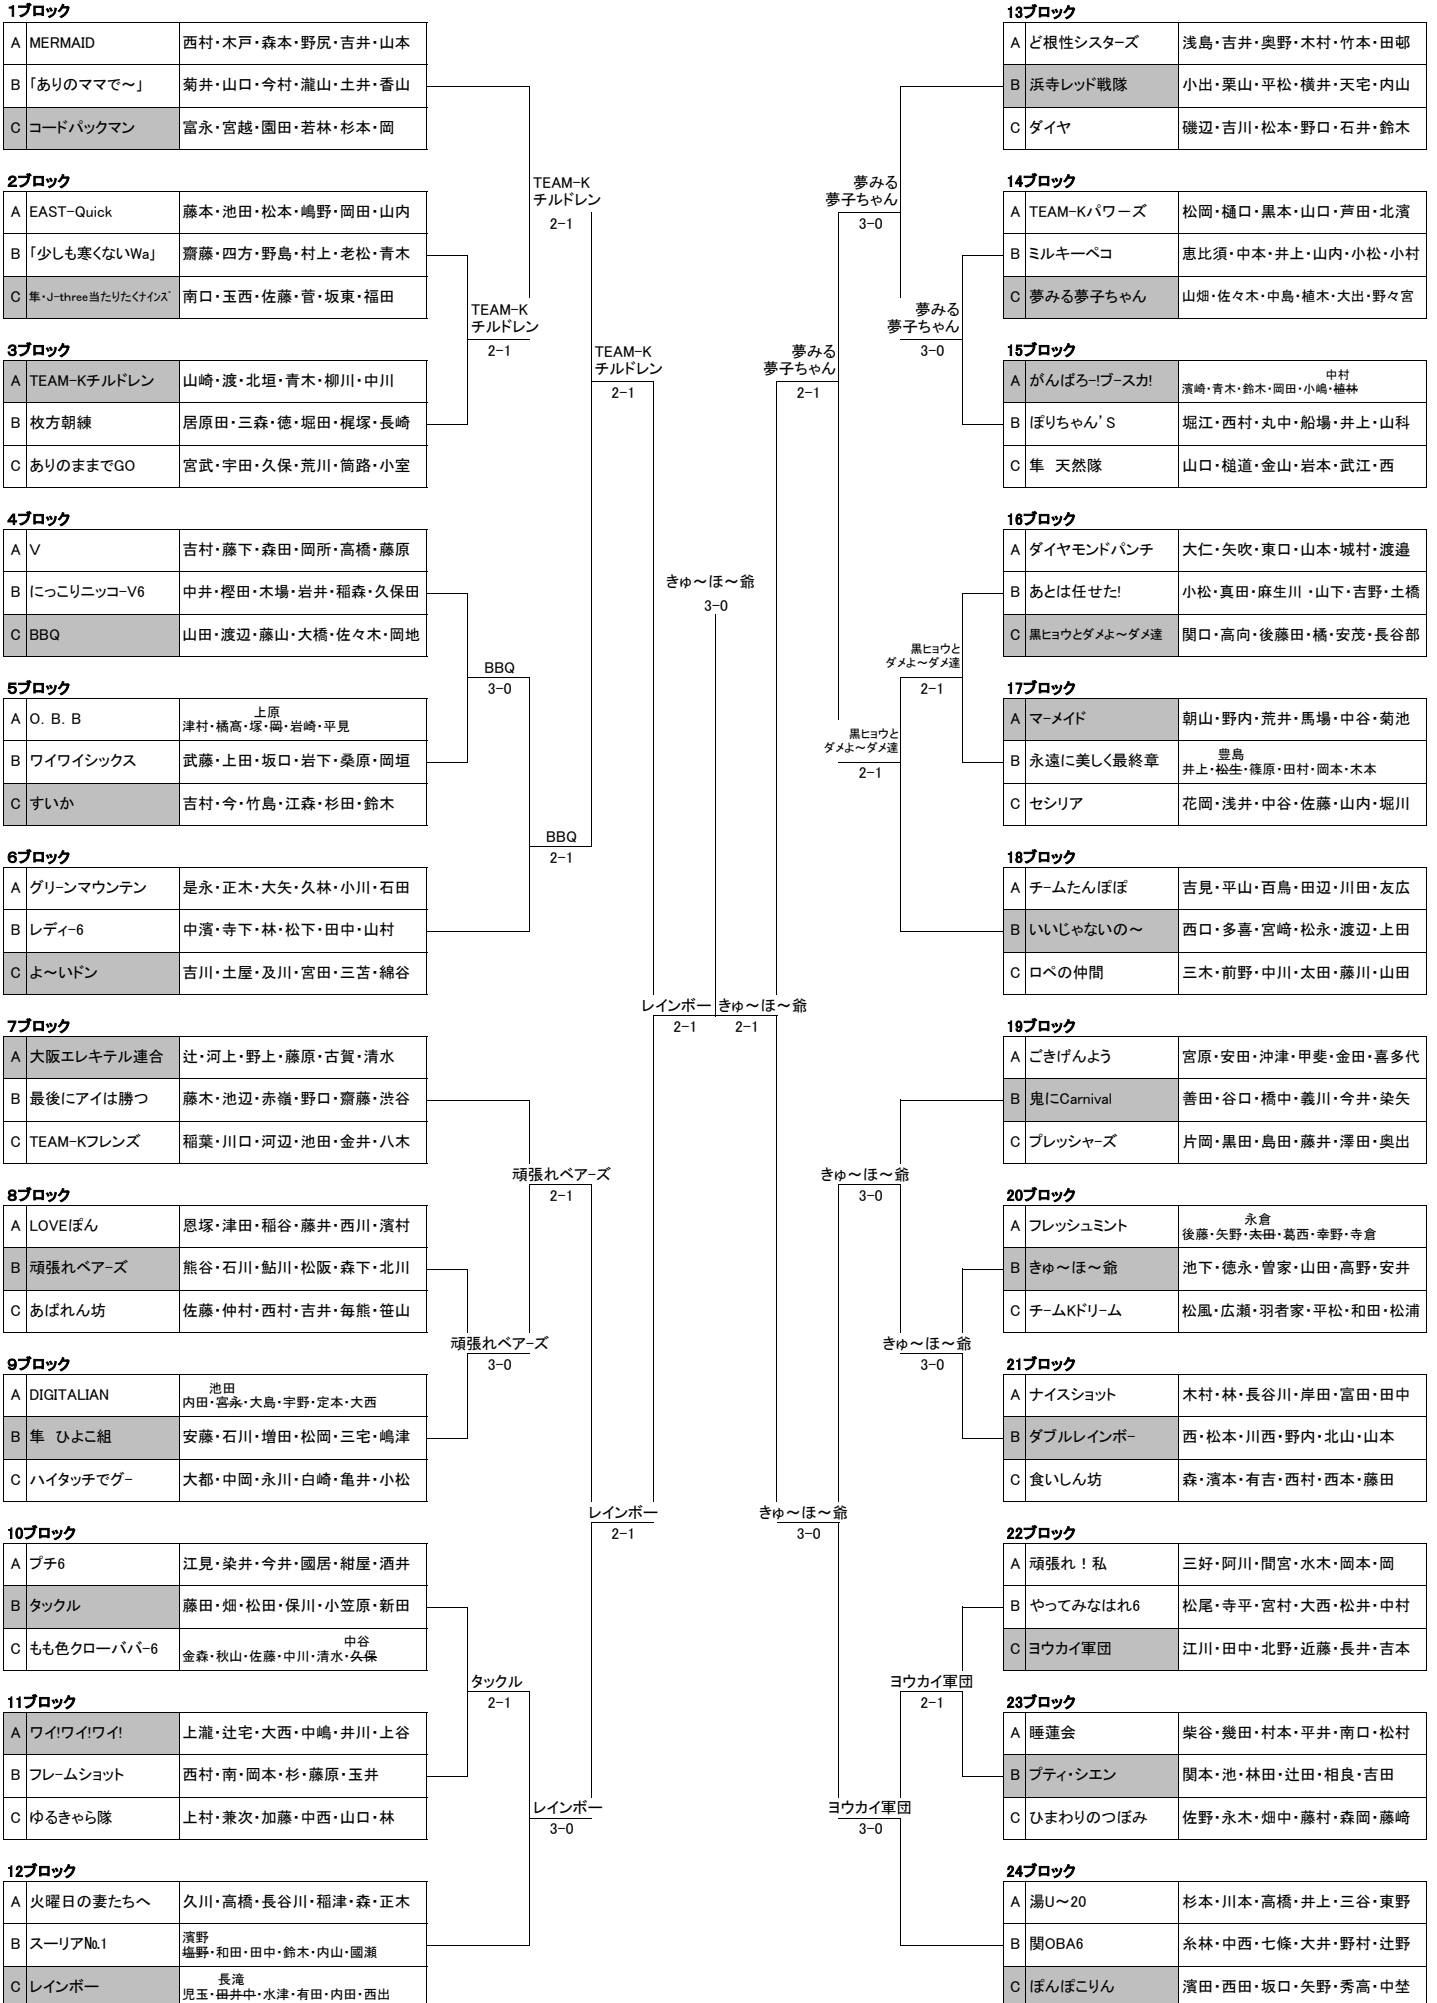 1ブロック
A MERMAID 西村・木戸・森本・野尻・吉井・山本
B 「ありのママで～」 菊井・山口・今村・瀧山・土井・香山
C コードパックマン 富永・宮越・園田・若林・杉本・岡
2ブロック
A EAST-Quick 藤本・池田・松本・嶋野・岡田・山内
B 「少しも寒くないWa」 齋藤・四方・野島・村上・老松・青木
C 隼・J-three当たりたくナインズ 南口・玉西・佐藤・菅・坂東・福田
3ブロック
A TEAM-Kチルドレン 山崎・渡・北垣・青木・柳川・中川
B 枚方朝練 居原田・三森・徳・堀田・梶塚・長崎
C ありのままでGO 宮武・宇田・久保・荒川・筒路・小室
4ブロック
A V 吉村・藤下・森田・岡所・高橋・藤原
B にっこりニッコ-V6 中井・樫田・木場・岩井・稲森・久保田
C BBQ 山田・渡辺・藤山・大橋・佐々木・岡地
5ブロック
上原
A O．B．B 津村・橘髙・塚・岡・岩崎・平見
B ワイワイシックス 武藤・上田・坂口・岩下・桑原・岡垣
C すいか 吉村・今・竹島・江森・杉田・鈴木
6ブロック
A グリ-ンマウンテン 是永・正木・大矢・久林・小川・石田
B レディ-6 中濱・寺下・林・松下・田中・山村
C よ～いドン 吉川・土屋・及川・宮田・三苫・綿谷
7ブロック
A 大阪エレキテル連合 辻・河上・野上・藤原・古賀・清水
B 最後にアイは勝つ 藤木・池辺・赤嶺・野口・齋藤・渋谷
C TEAM-Kフレンズ 稲葉・川口・河辺・池田・金井・八木
8ブロック
A LOVEぽん 恩塚・津田・稲谷・藤井・西川・濱村
B 頑張れベア-ズ 熊谷・石川・鮎川・松阪・森下・北川
C あばれん坊 佐藤・仲村・西村・吉井・毎熊・笹山
9ブロック
池田
A DIGITALIAN 内田・宮永・大島・宇野・定本・大西
B 隼　ひよこ組 安藤・石川・増田・松岡・三宅・嶋津
C ハイタッチでグ- 大都・中岡・永川・白崎・亀井・小松
10ブロック
A プチ6 江見・染井・今井・國居・紺屋・酒井
B タックル 藤田・畑・松田・保川・小笠原・新田
中谷
C もも色クローババ-6 金森・秋山・佐藤・中川・清水・久保
11ブロック
A ワイ!ワイ!ワイ! 上瀧・辻宅・大西・中嶋・井川・上谷
B フレ-ムショット 西村・南・岡本・杉・藤原・玉井
C ゆるきゃら隊 上村・兼次・加藤・中西・山口・林
12ブロック
A 火曜日の妻たちへ 久川・高橋・長谷川・稲津・森・正木
濱野
B スーリア№1 塩野・和田・田中・鈴木・内山・國瀬
長滝
C レインボー 児玉・田井中・水津・有田・内田・西出
TEAM-K
チルドレン
2-1
TEAM-K
チルドレン
2-1
TEAM-K
チルドレン
2-1
BBQ
3-0
BBQ
2-1
頑張れベア-ズ
2-1
頑張れベア-ズ
3-0
レインボー
2-1
タックル
2-1
レインボー
3-0
きゅ～ほ～爺
3-0
レインボー
2-1
きゅ～ほ～爺
2-1
夢みる
夢子ちゃん
3-0
夢みる
夢子ちゃん
3-0
夢みる
夢子ちゃん
2-1
黒ヒョウと
ダメよ～ダメ達
2-1
黒ヒョウと
ダメよ～ダメ達
2-1
きゅ～ほ～爺
3-0
きゅ～ほ～爺
3-0
きゅ～ほ～爺
3-0
ヨウカイ軍団
2-1
ヨウカイ軍団
3-0
13ブロック
A ど根性シスタ-ズ 浅島・吉井・奥野・木村・竹本・田邨
B 浜寺レッド戦隊 小出・栗山・平松・横井・天宅・内山
C ダイヤ 磯辺・吉川・松本・野口・石井・鈴木
14ブロック
A TEAM-Kパワーズ 松岡・樋口・黒本・山口・芦田・北濱
B ミルキーペコ 恵比須・中本・井上・山内・小松・小村
C 夢みる夢子ちゃん 山畑・佐々木・中島・植木・大出・野々宮
15ブロック
中村
A がんばろ-!ブ-スカ! 濱崎・青木・鈴木・岡田・小嶋・植林
B ぽりちゃん’S 堀江・西村・丸中・船場・井上・山科
C 隼　天然隊 山口・槌道・金山・岩本・武江・西
16ブロック
A ダイヤモンドパンチ 大仁・矢吹・東口・山本・城村・渡邉
B あとは任せた! 小松・真田・麻生川・山下・吉野・土橋
C 黒ヒョウとダメよ～ダメ達 関口・高向・後藤田・橘・安茂・長谷部
17ブロック
A マ-メイド 朝山・野内・荒井・馬場・中谷・菊池
豊島
B 永遠に美しく最終章 井上・松生・篠原・田村・岡本・木本
C セシリア 花岡・浅井・中谷・佐藤・山内・堀川
18ブロック
A チ-ムたんぽぽ 吉見・平山・百鳥・田辺・川田・友広
B いいじゃないの～ 西口・多喜・宮﨑・松永・渡辺・上田
C ロペの仲間 三木・前野・中川・太田・藤川・山田
19ブロック
A ごきげんよう 宮原・安田・沖津・甲斐・金田・喜多代
B 鬼にCarnival 善田・谷口・橋中・義川・今井・染矢
C プレッシャ-ズ 片岡・黒田・島田・藤井・澤田・奥出
20ブロック
永倉
A フレッシュミント 後藤・矢野・太田・葛西・幸野・寺倉
B きゅ～ほ～爺 池下・徳永・曽家・山田・高野・安井
C チ-ムKドリ-ム 松風・広瀬・羽者家・平松・和田・松浦
21ブロック
A ナイスショット 木村・林・長谷川・岸田・富田・田中
B ダブルレインボ- 西・松本・川西・野内・北山・山本
C 食いしん坊 森・濱本・有吉・西村・西本・藤田
22ブロック
A 頑張れ！私 三好・阿川・間宮・水木・岡本・岡
B やってみなはれ6 松尾・寺平・宮村・大西・松井・中村
C ヨウカイ軍団 江川・田中・北野・近藤・長井・吉本
23ブロック
A 睡蓮会 柴谷・幾田・村本・平井・南口・松村
B プティ・シエン 関本・池・林田・辻田・相良・吉田
C ひまわりのつぼみ 佐野・永木・畑中・藤村・森岡・藤﨑
24ブロック
A 湯U～20 杉本・川本・高橋・井上・三谷・東野
B 関OBA6 糸林・中西・七條・大井・野村・辻野
C ぽんぽこりん 濱田・西田・坂口・矢野・秀高・中埜